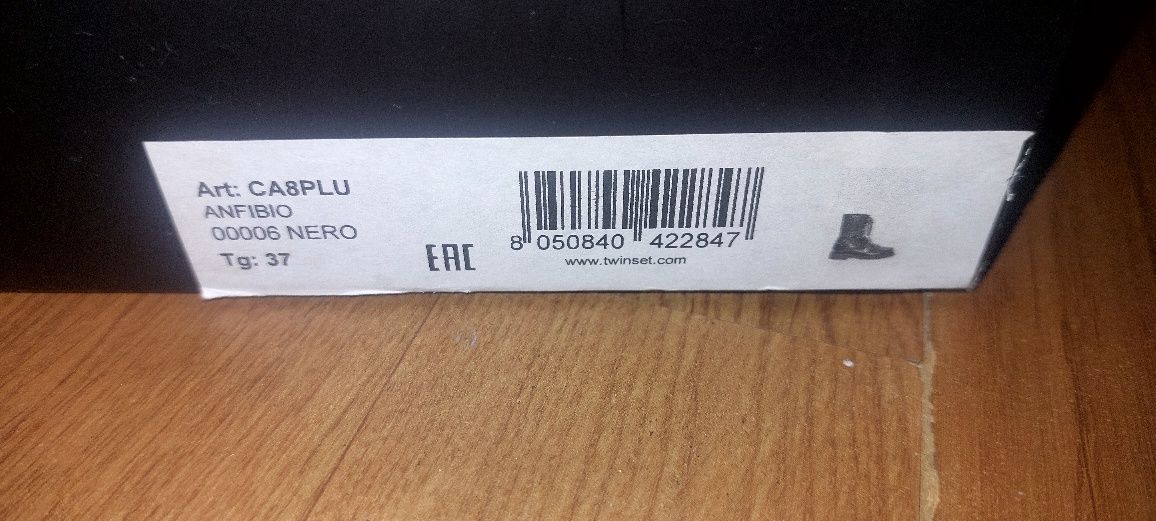 Art: CA8PLU
ANFIBIO
00006 NERO
Tg: 37
EAC
8 050840 422847
www.twinset.com